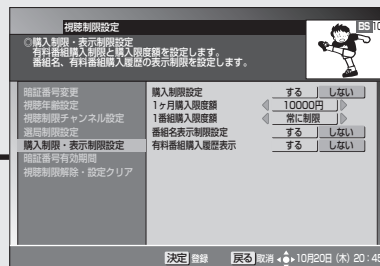 視聴制限設定
◎購入制限・表示制限設定
有料番組購入制限と購入限度額を設定します。
番組名、有料番組購入履歴の表示制限を設定します。
BS 10
暗証番号変更
視聴年齢設定
視聴制限チャンネル設定
選局制限設定
購入制限・表示制限設定
暗証番号有効期間
視聴制限解除・設定クリア
購入制限設定 する しない
1ヶ月購入限度額 10000円
1番組購入限度額 常に制限
番組名表示制限設定 する しない
有料番組購入履歴表示 する しない
決定 登録 戻る 取消 10月20日(木) 20:45